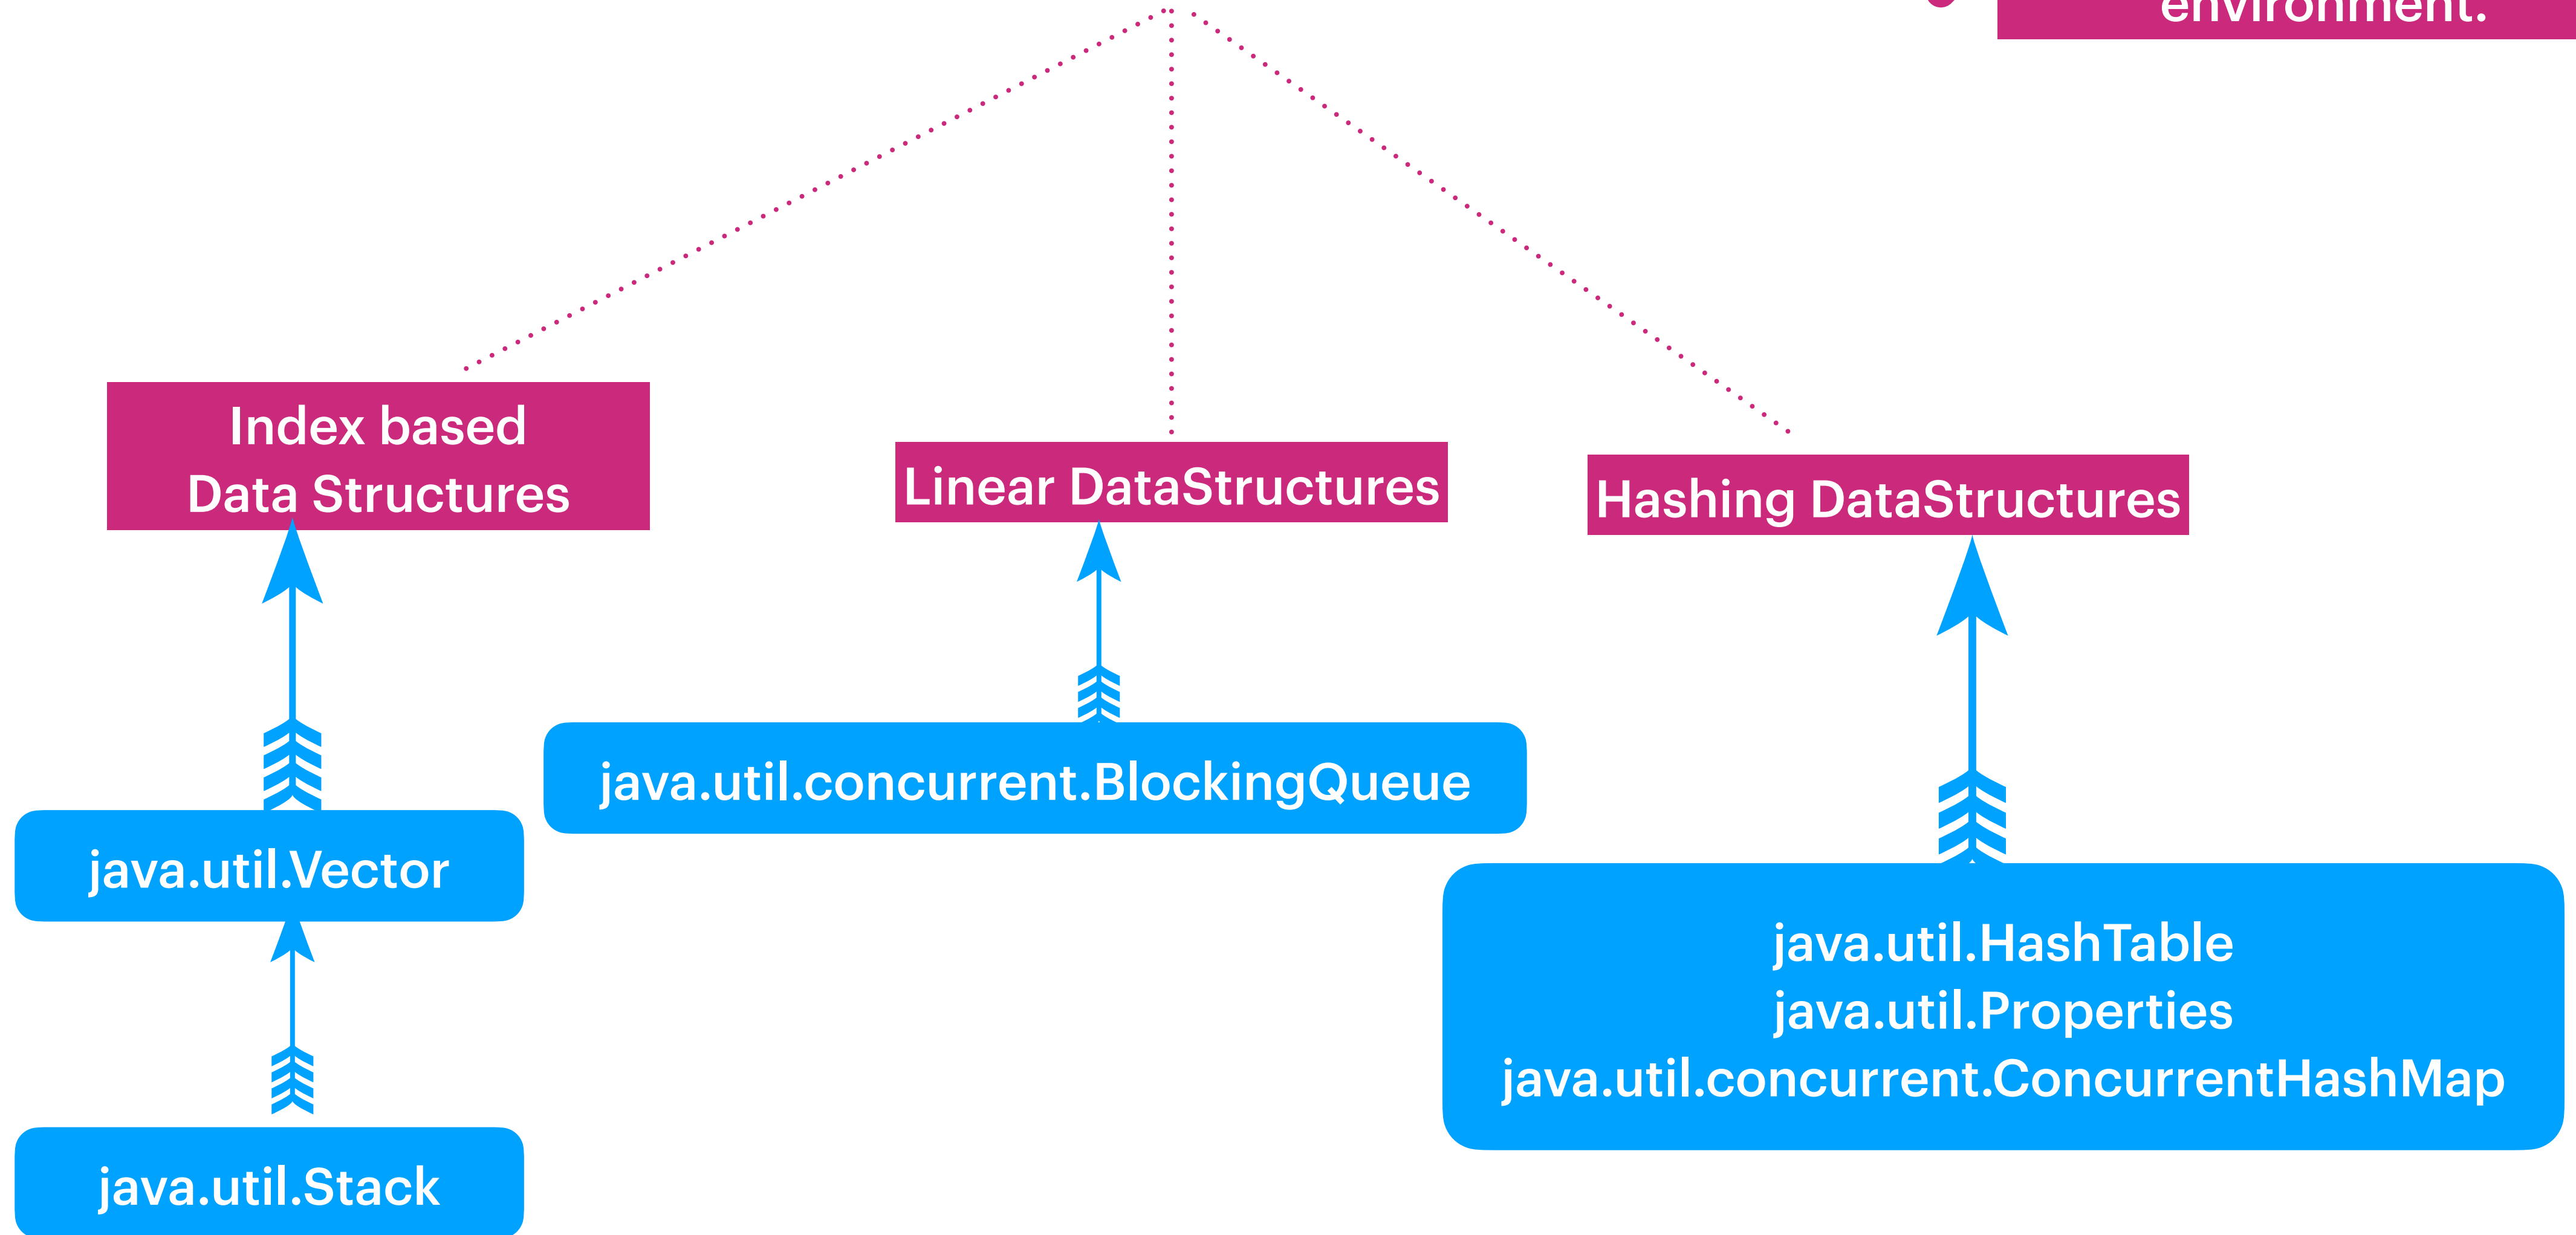 environment.
Index based
Data Structures
Linear DataStructures
Hashing DataStructures
java.util.concurrent.BlockingQueue
java.util.Vector
java.util.HashTable
java.util.Properties
java.util.concurrent.ConcurrentHashMap
java.util.Stack